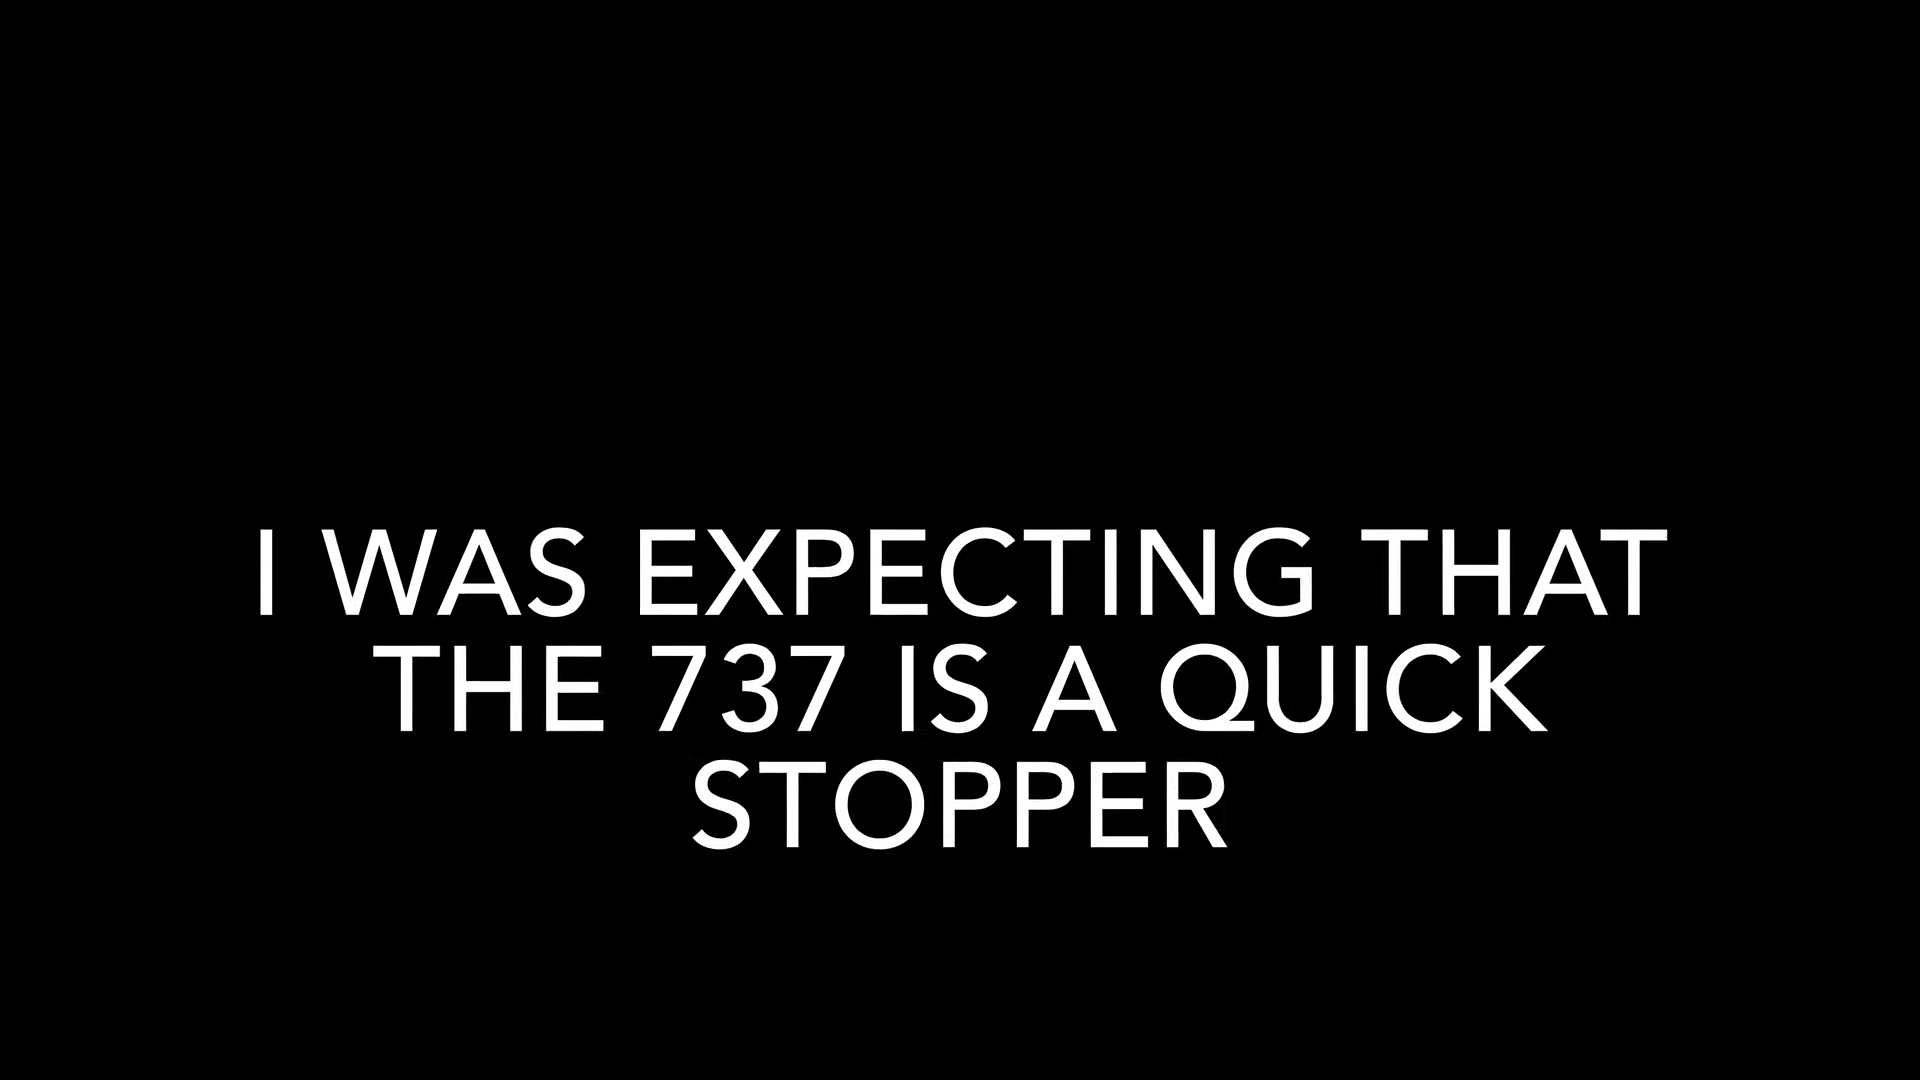 I WAS EXPECTING THAT
THE 737 IS A QUICK
STOPPER